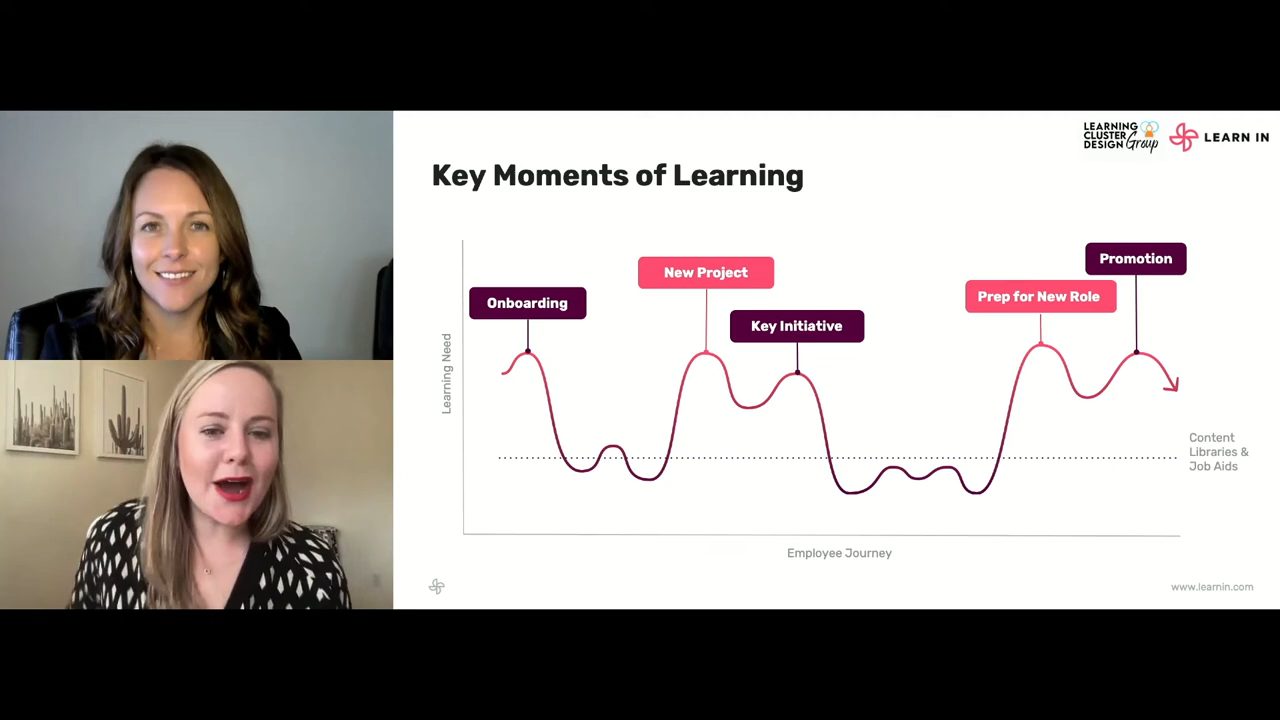 LEARNING
CLUSTER
DESIGN Group
LEARN IN
Key Moments of Learning
Promotion
New Project
Prep for New Role
Onboarding
Key Initiative
Learning Need
Content
Libraries &
Job Aids
Employee Journey
www.learnin.com